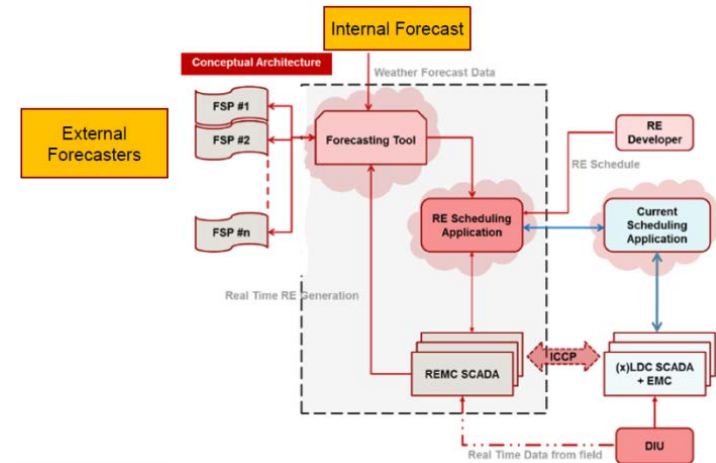 Internal Forecast
Conceptual Architecture
Weather Forecast Data
External
Forecasters
FSP #1
FSP #2
FSP #n
Forecasting Tool
RE
Developer
RE Schedule
RE Scheduling
Application
Current
Scheduling
Application
Real Time RE Generation
REMC SCADA
ICCP
(x)LDC SCADA
+ EMC
Real Time Data from field
DIU